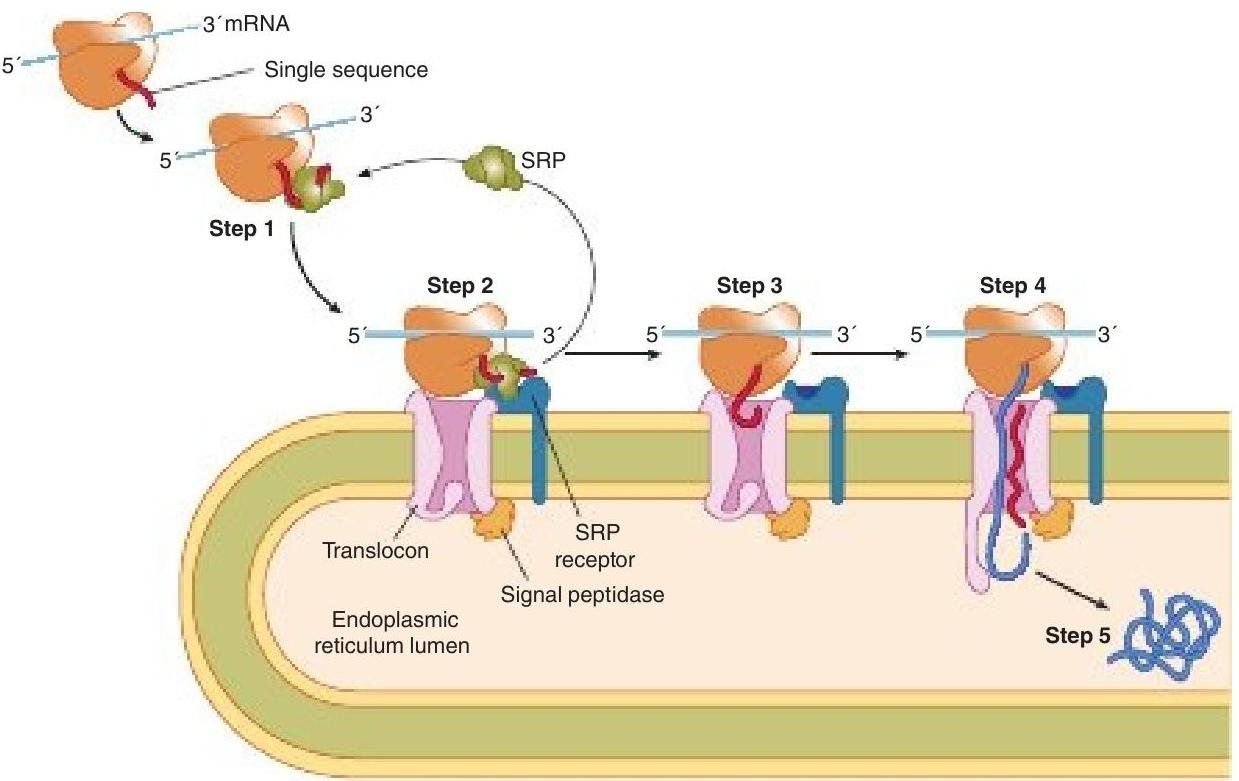 3´mRNA
5´
Single sequence
3´
5´
SRP
Step 1
Step 2
Step 3
Step 4
5´
3´
5´
3´
5´
3´
Translocon
SRP
receptor
Signal peptidase
Endoplasmic
reticulum lumen
Step 5